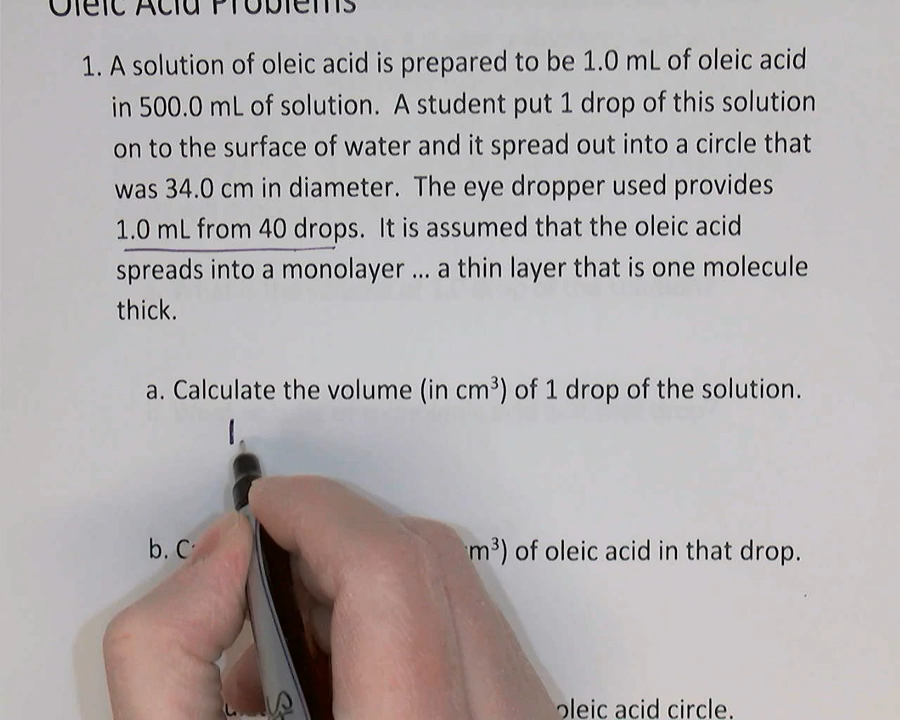 Oleic Acid Problems
1. A solution of oleic acid is prepared to be 1.0 mL of oleic acid
in 500.0 mL of solution. A student put 1 drop of this solution
on to the surface of water and it spread out into a circle that
was 34.0 cm in diameter. The eye dropper used provides
1.0 mL from 40 drops. It is assumed that the oleic acid
spreads into a monolayer ... a thin layer that is one molecule
thick.
a. Calculate the volume (in cm³) of 1 drop of the solution.
1.
b. of oleic acid in that drop.
oleic acid circle.